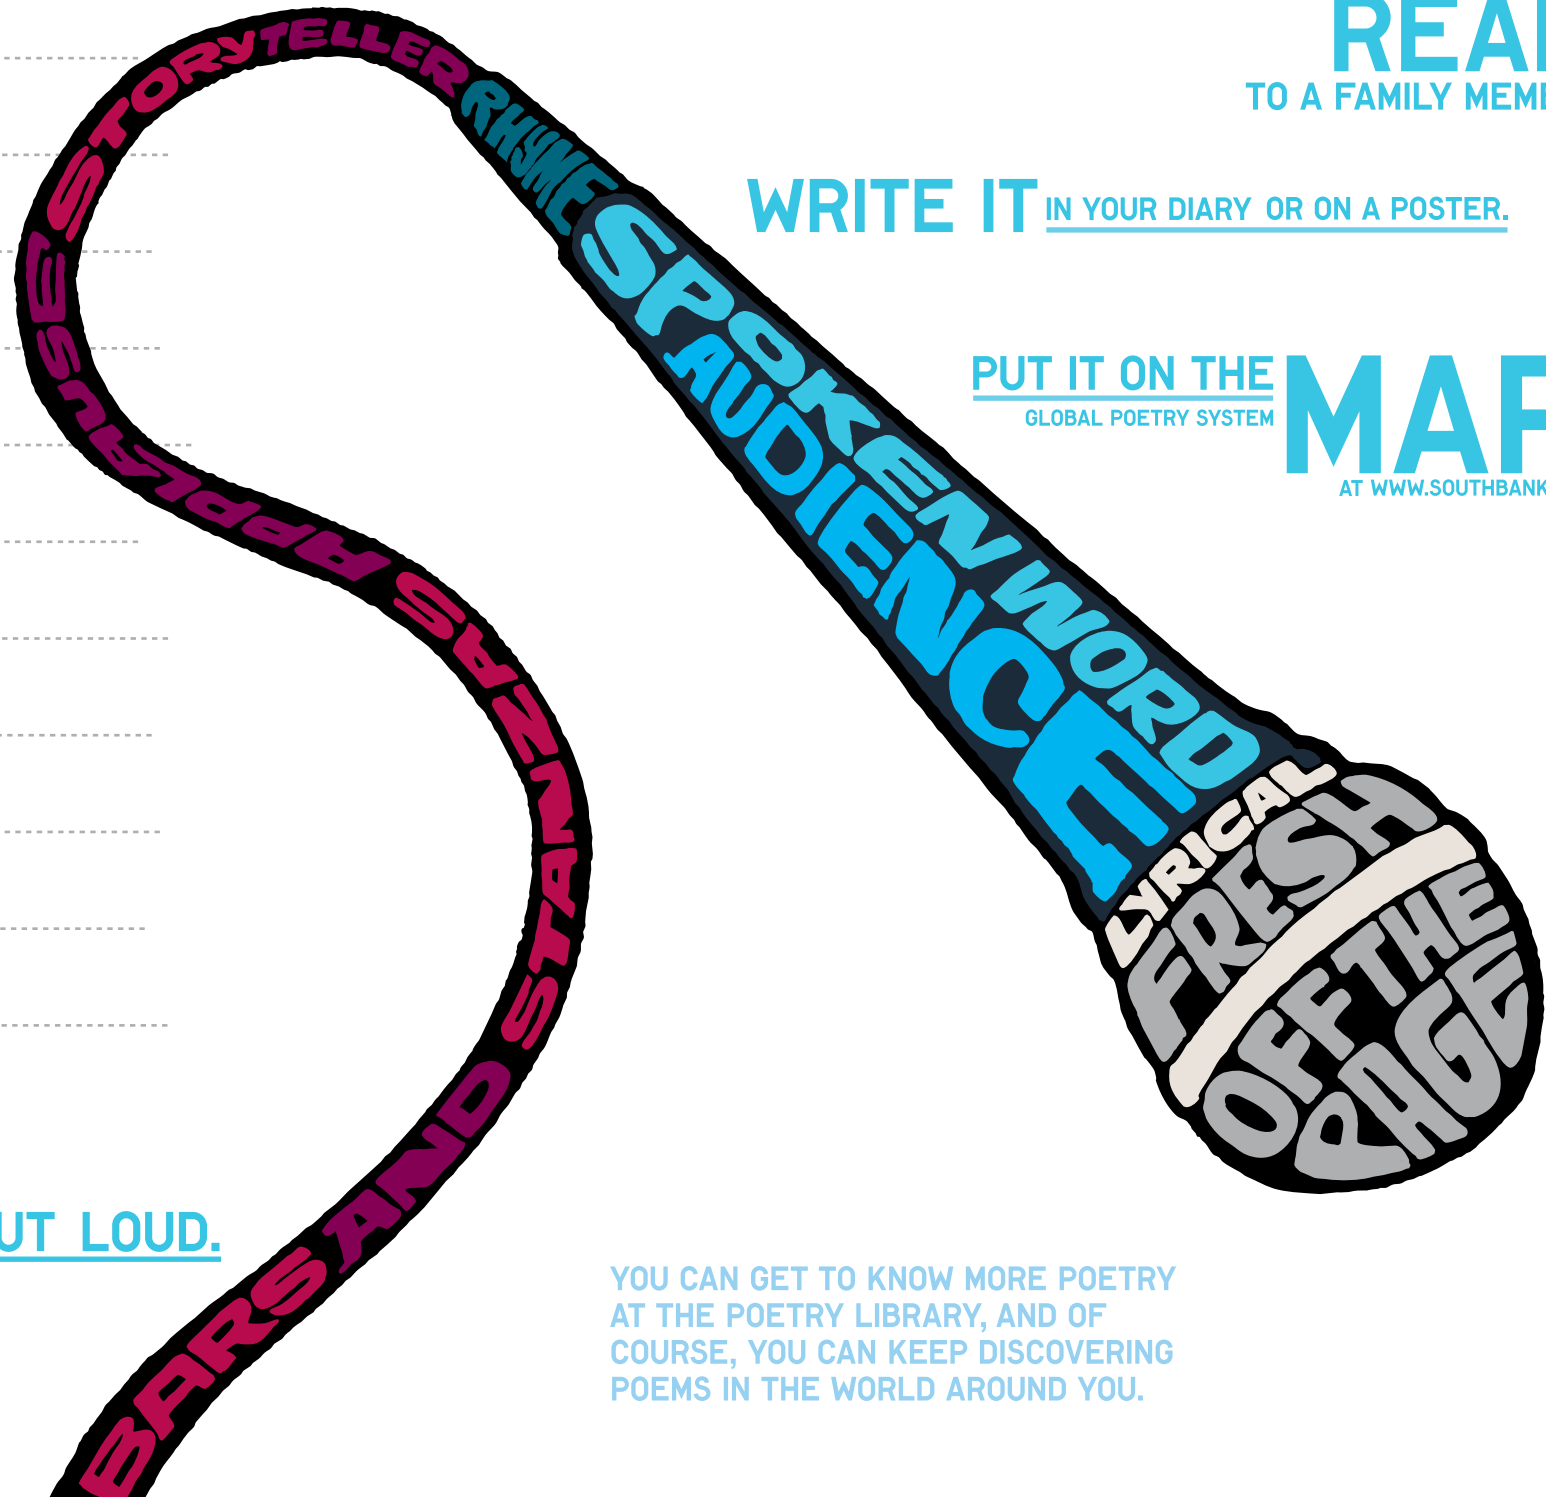 REA
TO A FAMILY MEM
WRITE IT IN YOUR DIARY OR ON A POSTER.
PUT IT ON THE MAP
GLOBAL POETRY SYSTEM
AT WWW.SOUTHBANK
STORYTELLER
RHYME
SPOKEN WORD
AUDIENCE
LYRICAL
FRESH
OFF THE
PAGE
APPLAUSE
STANZAS
BARS AND STANZAS
UT LOUD.
YOU CAN GET TO KNOW MORE POETRY
AT THE POETRY LIBRARY, AND OF
COURSE, YOU CAN KEEP DISCOVERING
POEMS IN THE WORLD AROUND YOU.